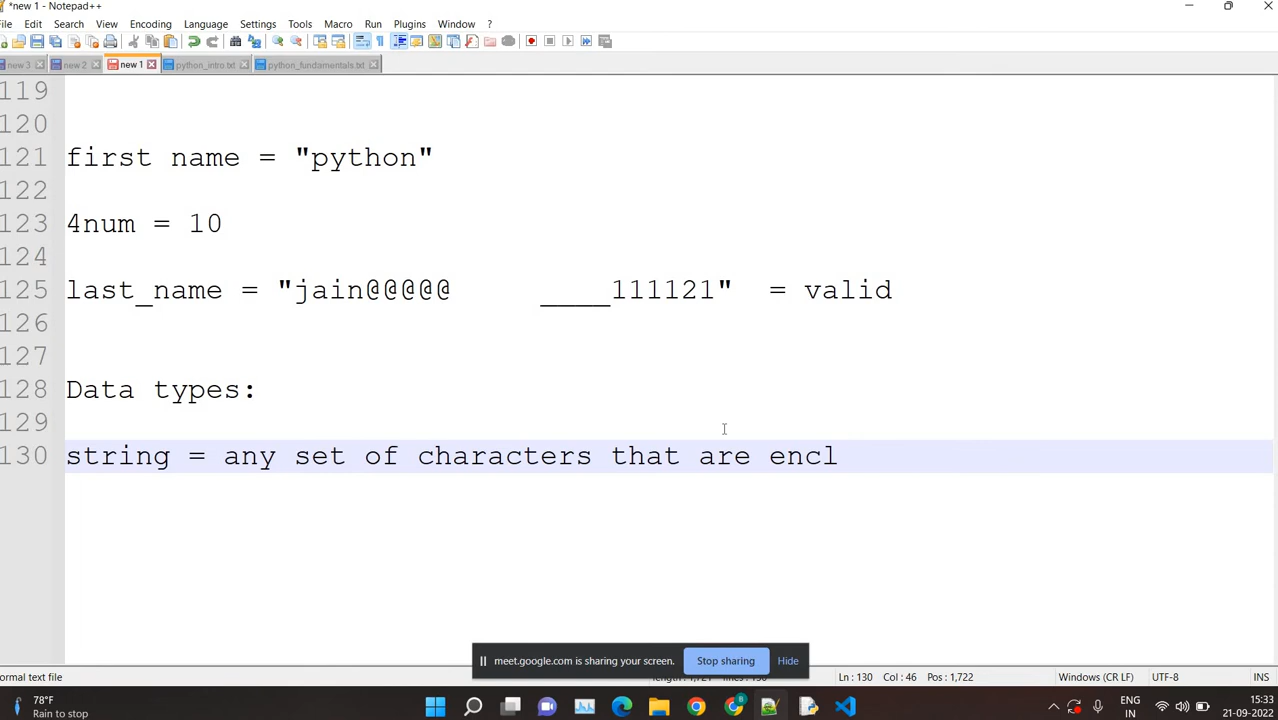 *new 1 - Notepad++
File Edit Search View Encoding Language Settings Tools Macro Run Plugins Window ?
new 3 new 2 new 1 python_intro.txt python_fundamentals.txt
119
120
121 first name = "python"
122
123 4num = 10
124
125 last_name = "jain@@@@@ ____111121" = valid
126
127
128 Data types:
129
130 string = any set of characters that are encl
meet.google.com is sharing your screen. Stop sharing Hide
ormal text file Ln : 130 Col : 46 Pos : 1,722 Windows (CR LF) UTF-8 INS
78°F
Rain to stop
ENG
IN
15:33
21-09-2022